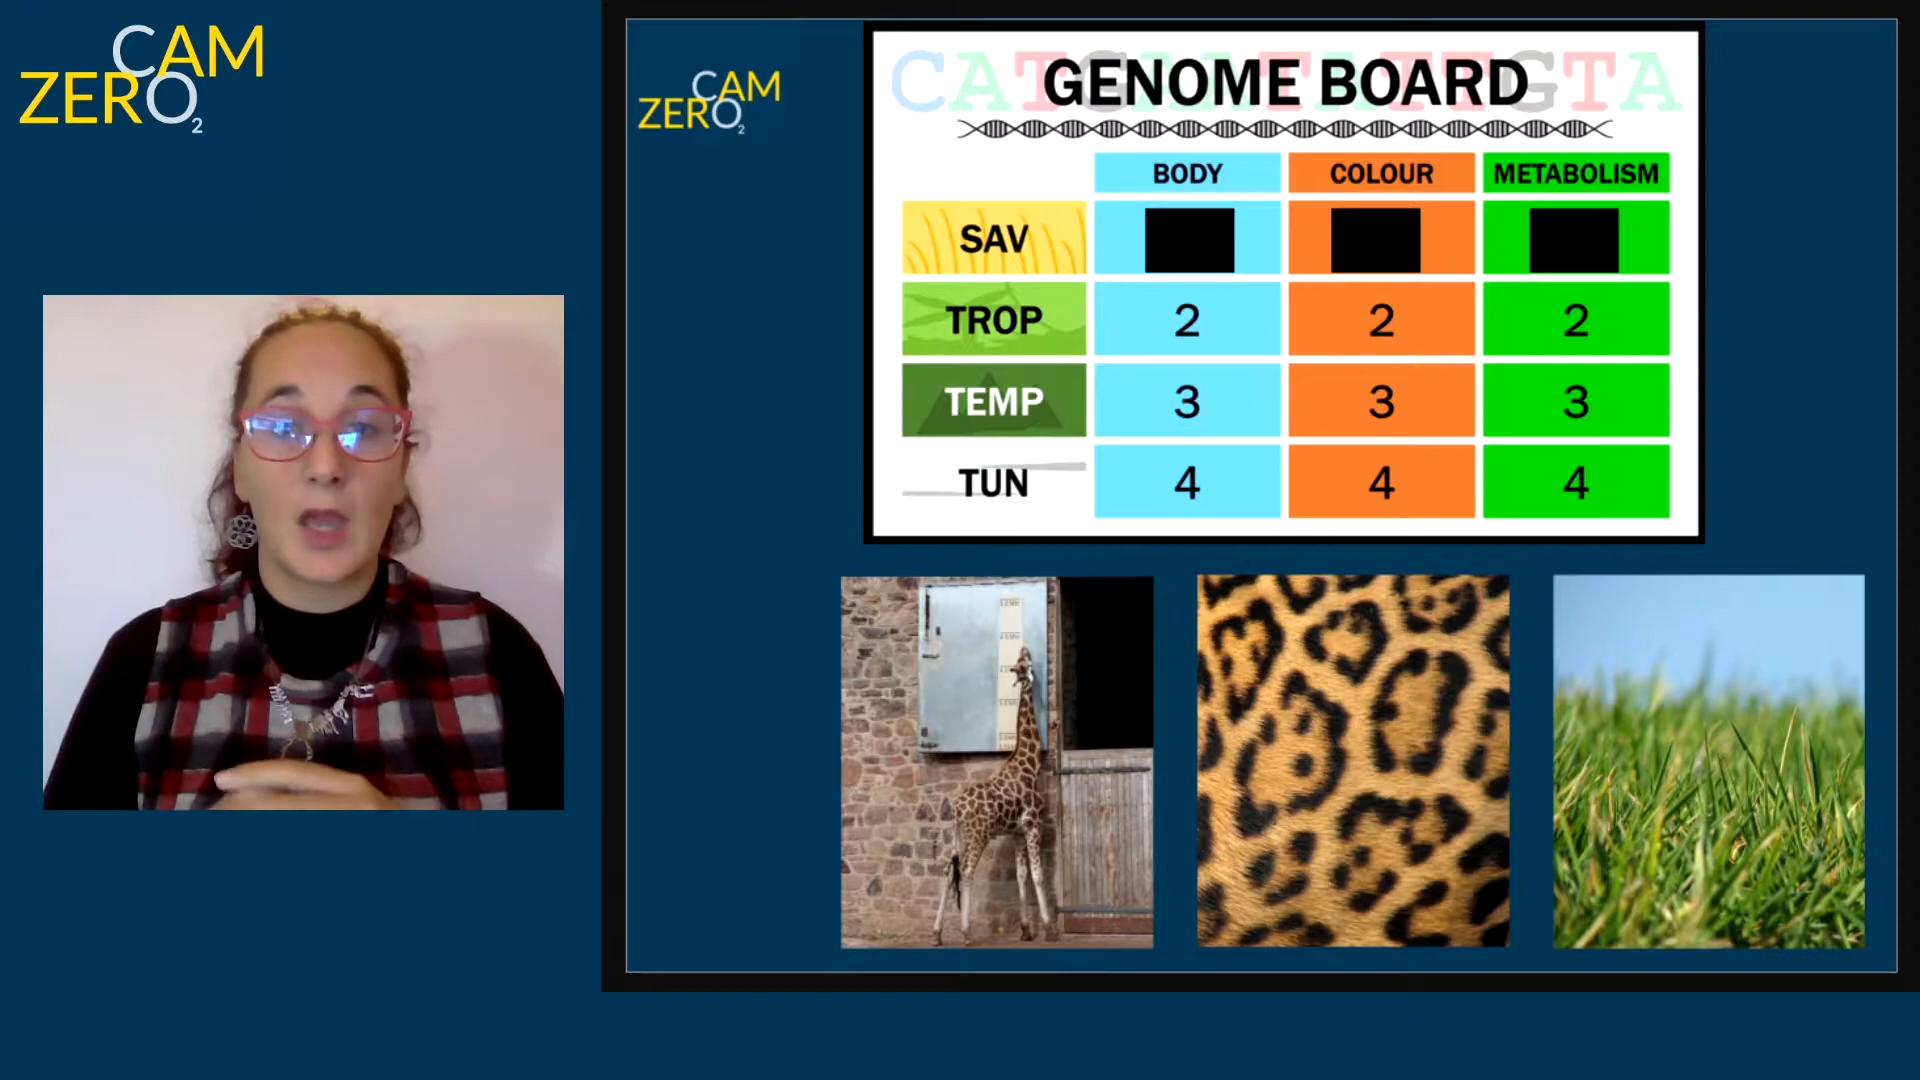 CAM
ZERO2
CAM
ZERO2
CATGAATATTGTA
GENOME BOARD
BODY COLOUR METABOLISM
SAV
TROP 2 2 2
TEMP 3 3 3
TUN 4 4 4